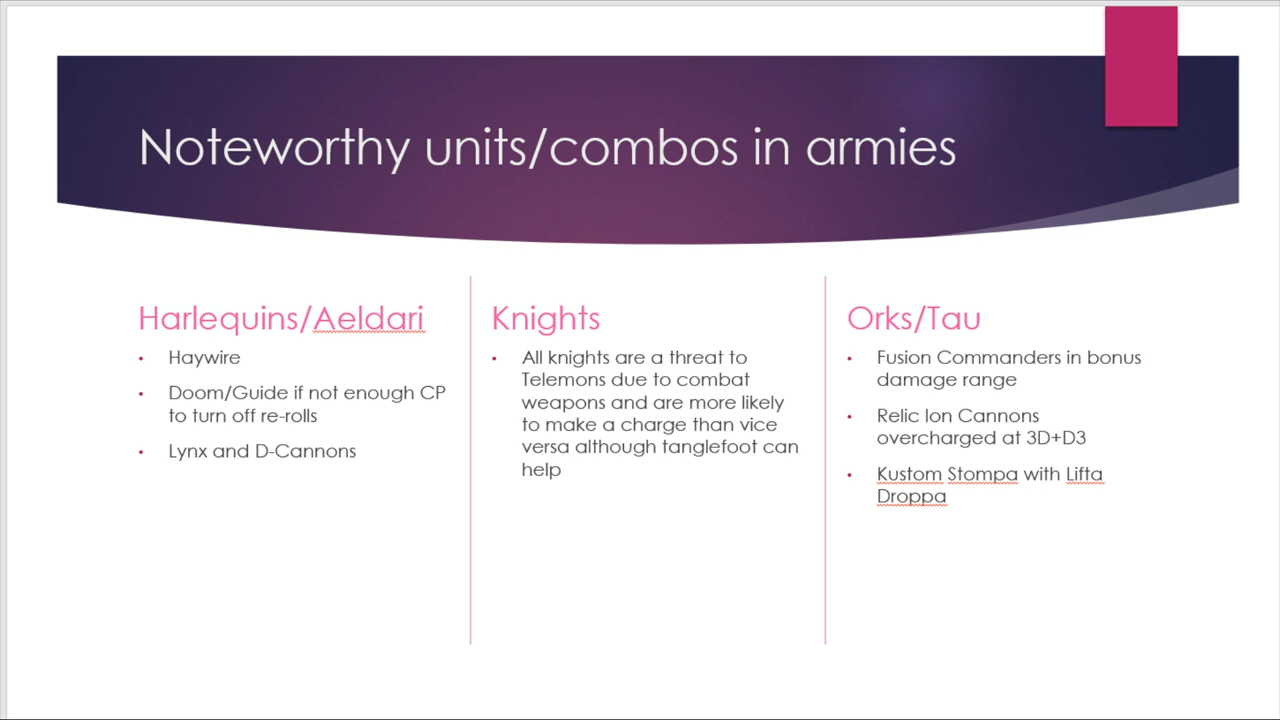 Noteworthy units/combos in armies
Harlequins/Aeldari
Haywire
Doom/Guide if not enough CP
to turn off re-rolls
Lynx and D-Cannons
Knights
All knights are a threat to
Telemons due to combat
weapons and are more likely
to make a charge than vice
versa although tanglefoot can
help
Orks/Tau
Fusion Commanders in bonus
damage range
Relic Ion Cannons
overcharged at 3D+D3
Kustom Stompa with Lifta
Droppa